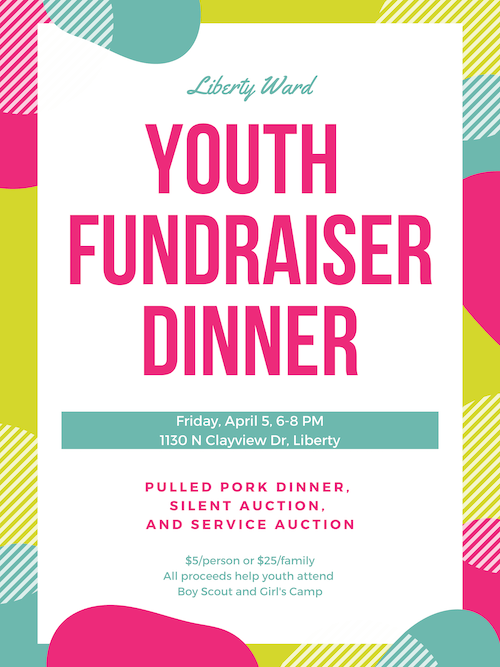 Liberty Ward
YOUTH
FUNDRAISER
DINNER
Friday, April 5, 6-8 PM
1130 N Clayview Dr, Liberty
PULLED PORK DINNER,
SILENT AUCTION,
AND SERVICE AUCTION
$5/person or $25/family
All proceeds help youth attend
Boy Scout and Girl's Camp